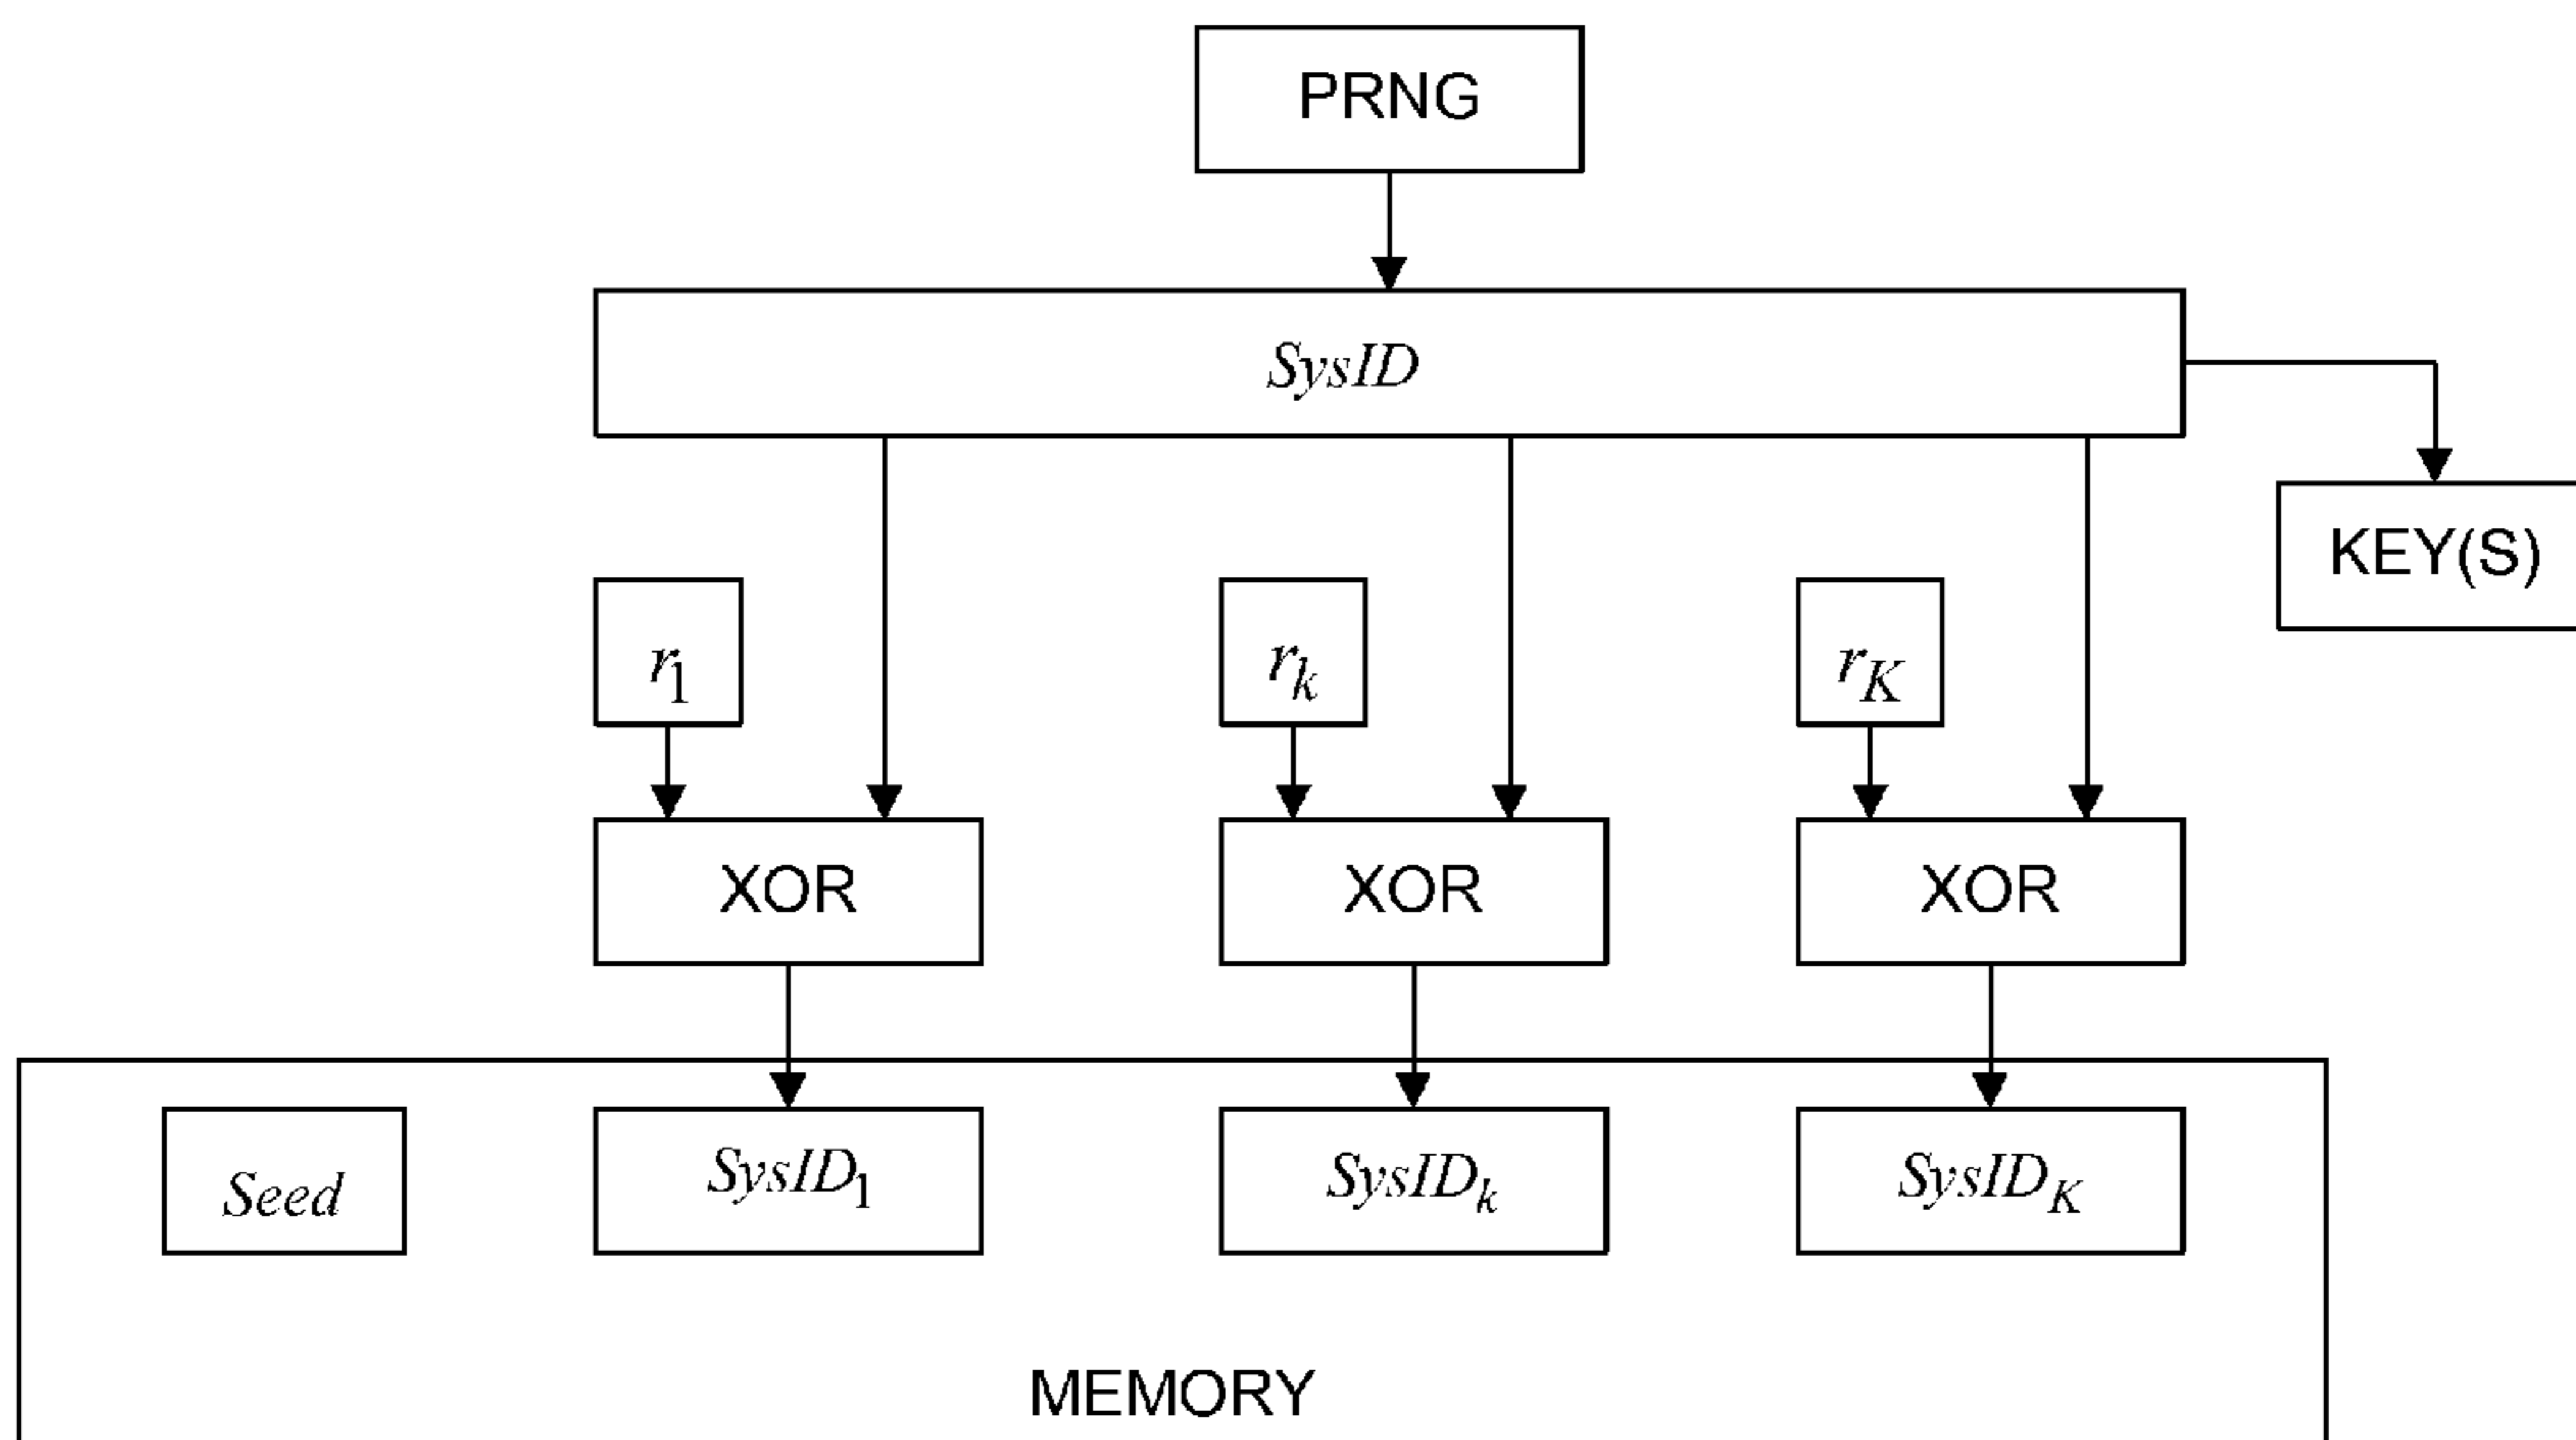 PRNG
SysID
KEY(S)
r1 rk rK
XOR XOR XOR
Seed SysID1 SysIDk SysIDK
MEMORY